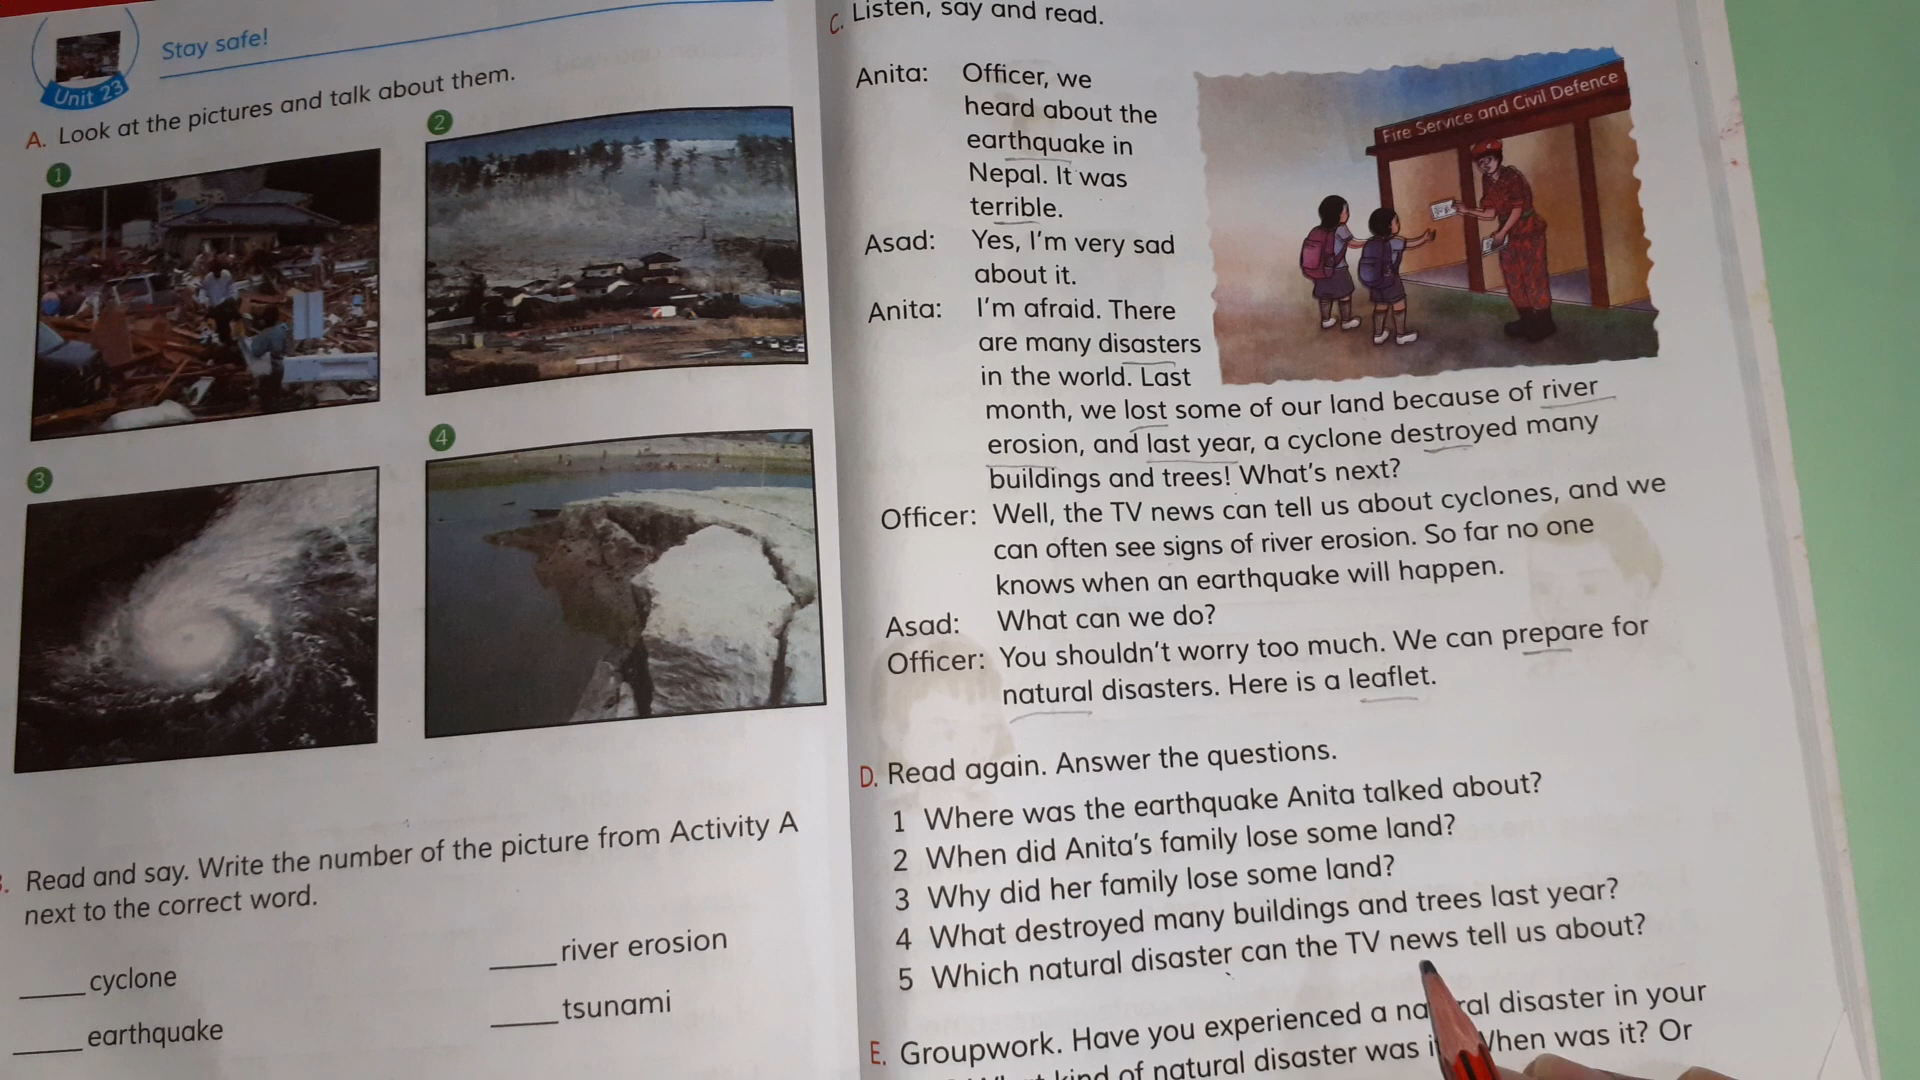 Unit 23
Stay safe!
A. Look at the pictures and talk about them.
1
2
3
4
Read and say. Write the number of the picture from Activity A
next to the correct word.
_____ cyclone
_____ river erosion
_____ earthquake
_____ tsunami
C. Listen, say and read.
Fire Service and Civil Defence
Anita: Officer, we
heard about the
earthquake in
Nepal. It was
terrible.
Asad: Yes, I'm very sad
about it.
Anita: I'm afraid. There
are many disasters
in the world. Last
month, we lost some of our land because of river
erosion, and last year, a cyclone destroyed many
buildings and trees! What's next?
Officer: Well, the TV news can tell us about cyclones, and we
can often see signs of river erosion. So far no one
knows when an earthquake will happen.
Asad: What can we do?
Officer: You shouldn't worry too much. We can prepare for
natural disasters. Here is a leaflet.
D. Read again. Answer the questions.
1 Where was the earthquake Anita talked about?
2 When did Anita's family lose some land?
3 Why did her family lose some land?
4 What destroyed many buildings and trees last year?
5 Which natural disaster can the TV news tell us about?
E. Groupwork. Have you experienced a disaster in your
kind of natural disaster was When was it? Or